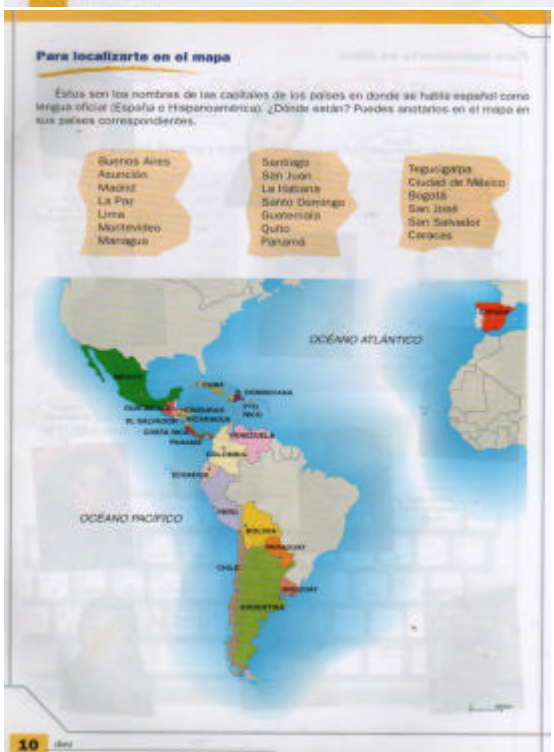 Para localizarte en el mapa
Éstos son los nombres de las capitales de los países en donde se habla español como
lengua oficial (España e Hispanoamérica). ¿Dónde están? Puedes anotarlos en el mapa en
sus países correspondientes.
Buenos Aires
Asunción
Madrid
La Paz
Lima
Montevideo
Managua
Santiago
San Juan
La Habana
Santo Domingo
Guatemala
Quito
Panamá
Tegucigalpa
Ciudad de México
Bogotá
San José
San Salvador
Caracas
OCÉANO ATLÁNTICO
ESPAÑA
MÉXICO
CUBA
R. DOMINICANA
PTO.
RICO
GUATEMALA
HONDURAS
EL SALVADOR
NICARAGUA
COSTA RICA
PANAMÁ
VENEZUELA
COLOMBIA
ECUADOR
OCÉANO PACÍFICO
PERÚ
BOLIVIA
PARAGUAY
CHILE
URUGUAY
ARGENTINA
10 diez